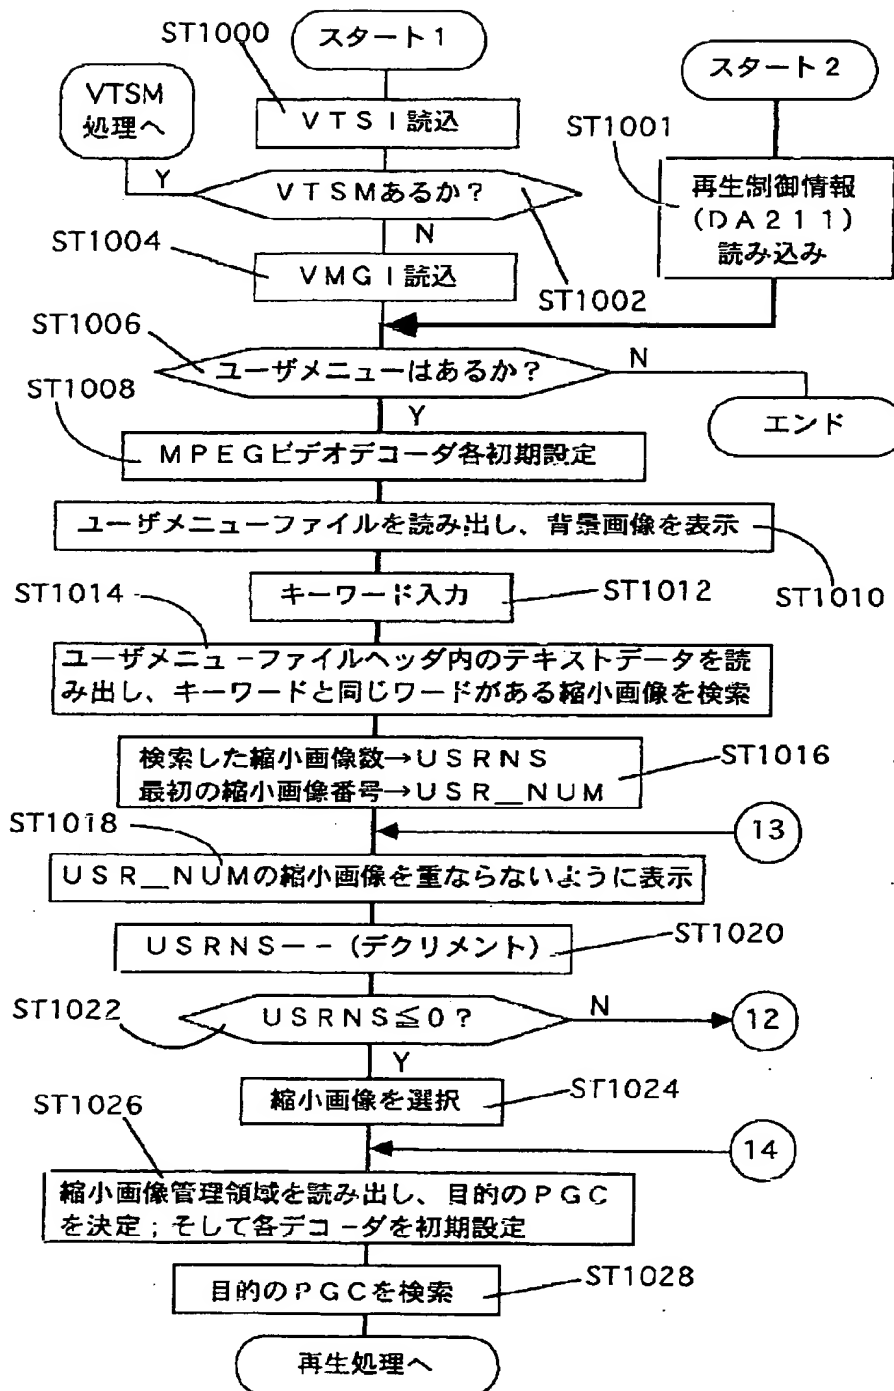 ST1000
スタート1
スタート2
VTSM
処理へ
VTSI読込
ST1001
Y
VTSMあるか?
再生制御情報
(DA211)
読み込み
N
ST1004
VMGI読込
ST1002
ST1006
ユーザメニューはあるか?
N
ST1008
Y
エンド
MPEGビデオデコーダ各初期設定
ユーザメニューファイルを読み出し、背景画像を表示
ST1010
ST1014
キーワード入力
ST1012
ユーザメニューファイルヘッダ内のテキストデータを読
み出し、キーワードと同じワードがある縮小画像を検索
検索した縮小画像数→USRNS
最初の縮小画像番号→USR__NUM
ST1016
13
ST1018
USR__NUMの縮小画像を重ならないように表示
USRNS--(デクリメント)
ST1020
ST1022
USRNS≦0?
N
12
Y
縮小画像を選択
ST1024
ST1026
14
縮小画像管理領域を読み出し、目的のPGC
を決定;そして各デコーダを初期設定
目的のPGCを検索
ST1028
再生処理へ